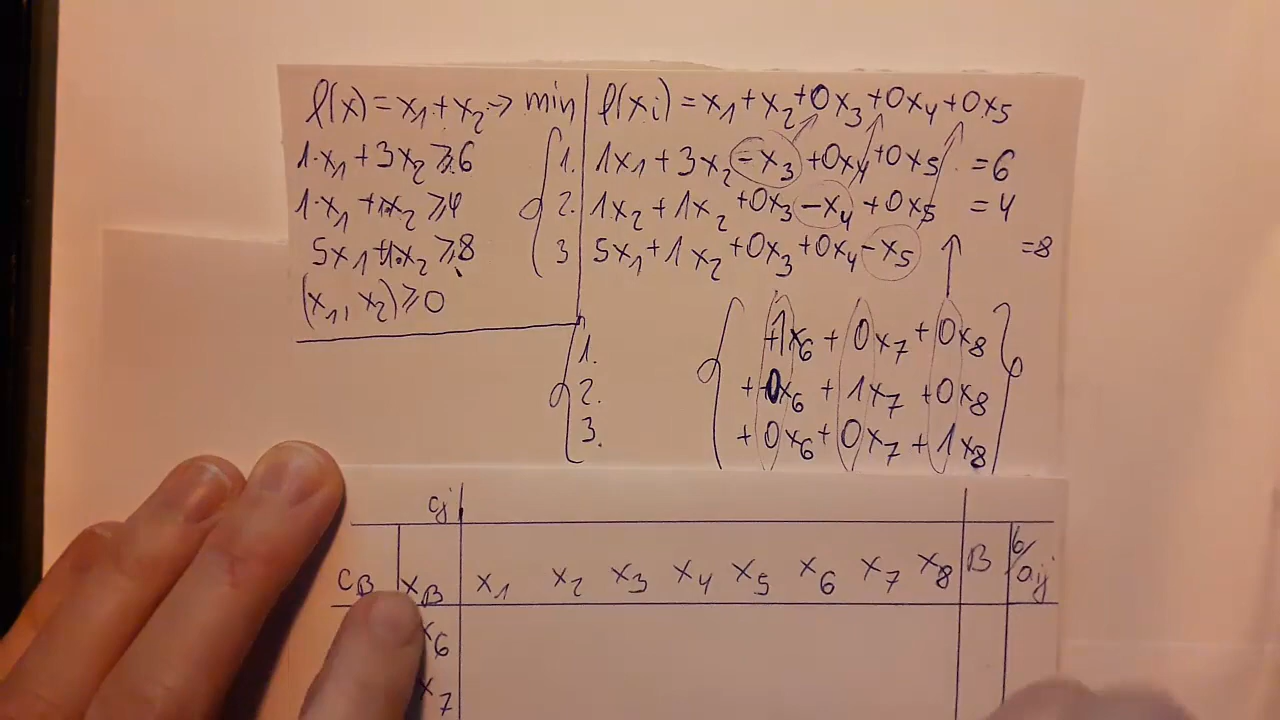 f(x) = x₁ + x₂ → min
1·x₁ + 3x₂ ≥ 6
1·x₁ + 1x₂ ≥ 4
5x₁ + 1·x₂ ≥ 8
(x₁, x₂) ≥ 0
f(xᵢ) = x₁ + x₂ + 0x₃ + 0x₄ + 0x₅
1. 1x₁ + 3x₂ - x₃ + 0x₄ + 0x₅ = 6
2. 1x₂ + 1x₂ + 0x₃ - x₄ + 0x₅ = 4
3 5x₁ + 1x₂ + 0x₃ + 0x₄ - x₅ = 8
1. +1x₆ + 0x₇ + 0x₈
2. + 0x₆ + 1x₇ + 0x₈
3. + 0x₆ + 0x₇ + 1x₈
cj
CB XB x₁ x₂ x₃ x₄ x₅ x₆ x₇ x₈ B b/aij
x₆
x₇